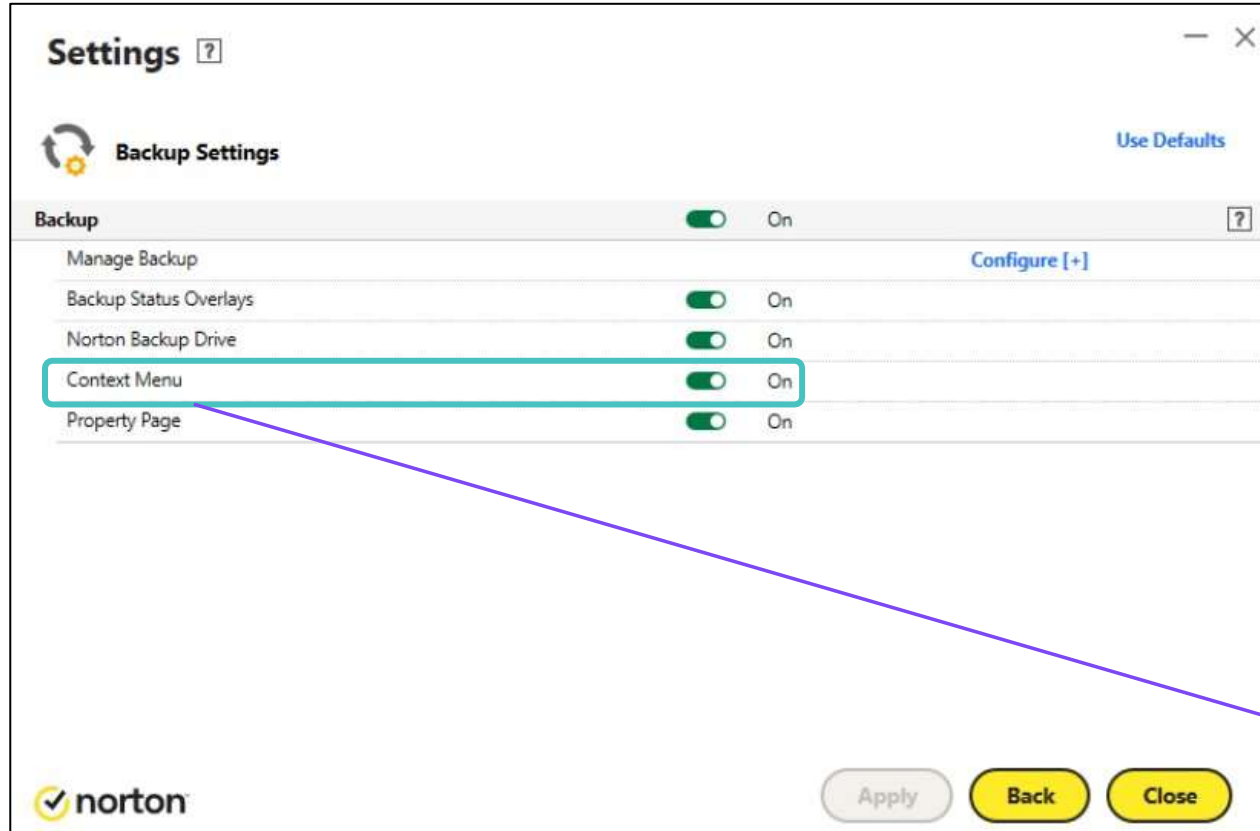 Settings ?
Backup Settings
Use Defaults
Backup On ?
Manage Backup Configure [+]
Backup Status Overlays On
Norton Backup Drive On
Context Menu On
Property Page On
norton
Apply Back Close